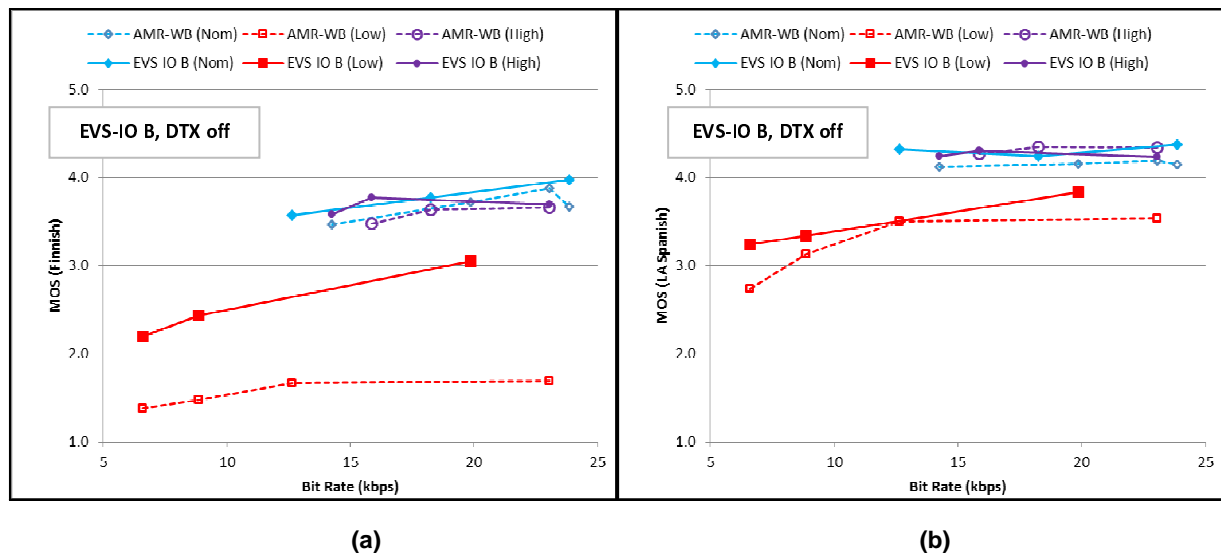 AMR-WB (Nom) AMR-WB (Low) AMR-WB (High)
EVS IO B (Nom) EVS IO B (Low) EVS IO B (High)
5.0
EVS-IO B, DTX off
4.0
3.0
2.0
1.0
MOS (Finnish)
5 10 15 20 25
Bit Rate (kbps)
(a)
AMR-WB (Nom) AMR-WB (Low) AMR-WB (High)
EVS IO B (Nom) EVS IO B (Low) EVS IO B (High)
5.0
EVS-IO B, DTX off
4.0
3.0
2.0
1.0
MOS (LA Spanish)
5 10 15 20 25
Bit Rate (kbps)
(b)